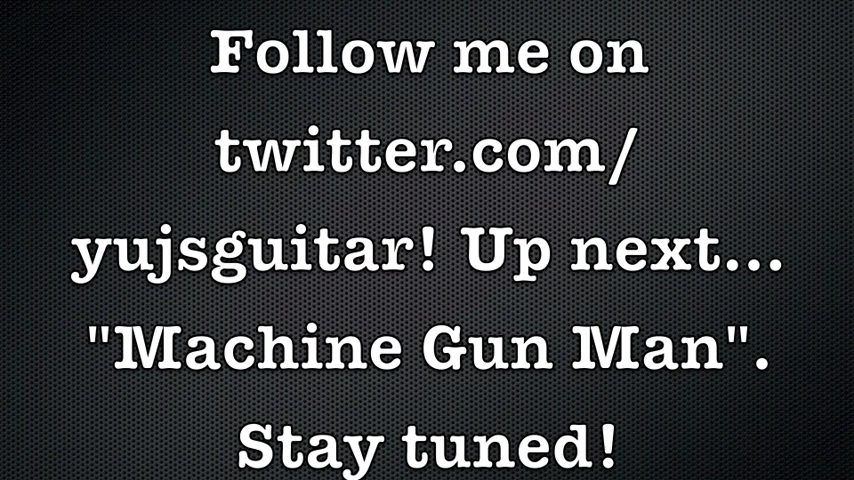 Follow me on
twitter.com/
yujsguitar! Up next...
"Machine Gun Man".
Stay tuned!